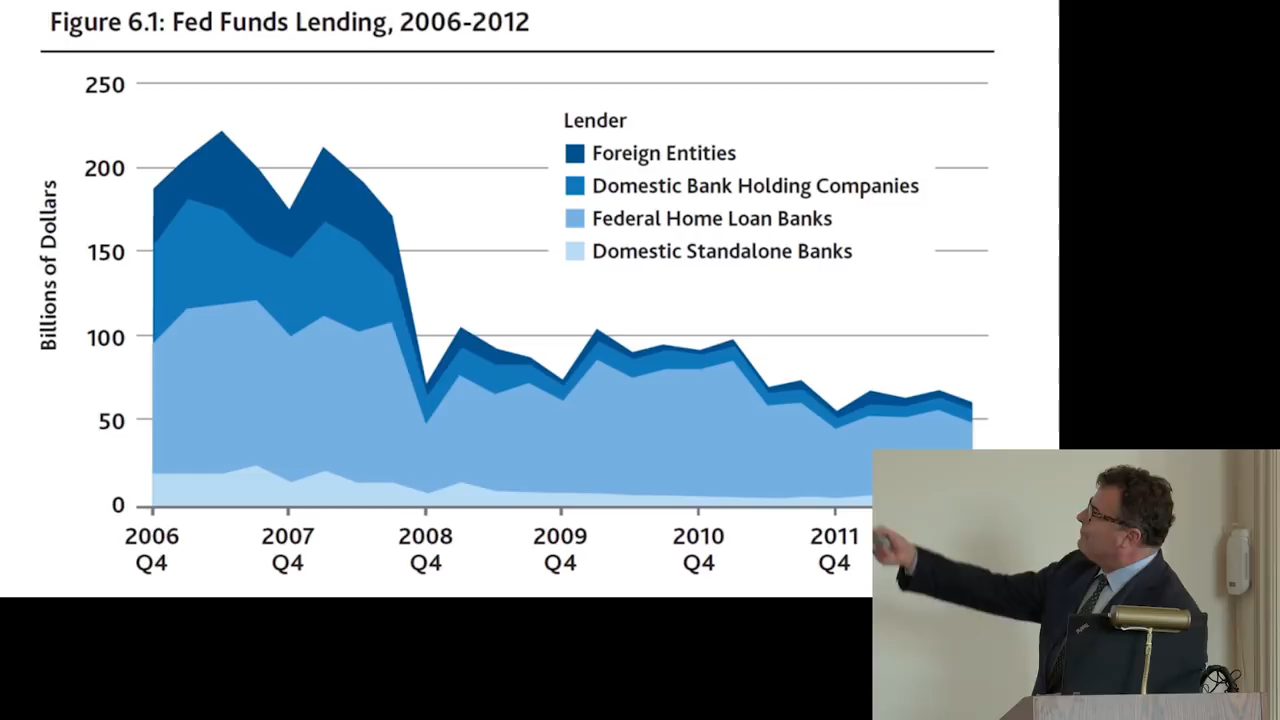 Figure 6.1: Fed Funds Lending, 2006-2012
250
200
150
100
50
0
Billions of Dollars
Lender
Foreign Entities
Domestic Bank Holding Companies
Federal Home Loan Banks
Domestic Standalone Banks
2006 2007 2008 2009 2010 2011
Q4 Q4 Q4 Q4 Q4 Q4